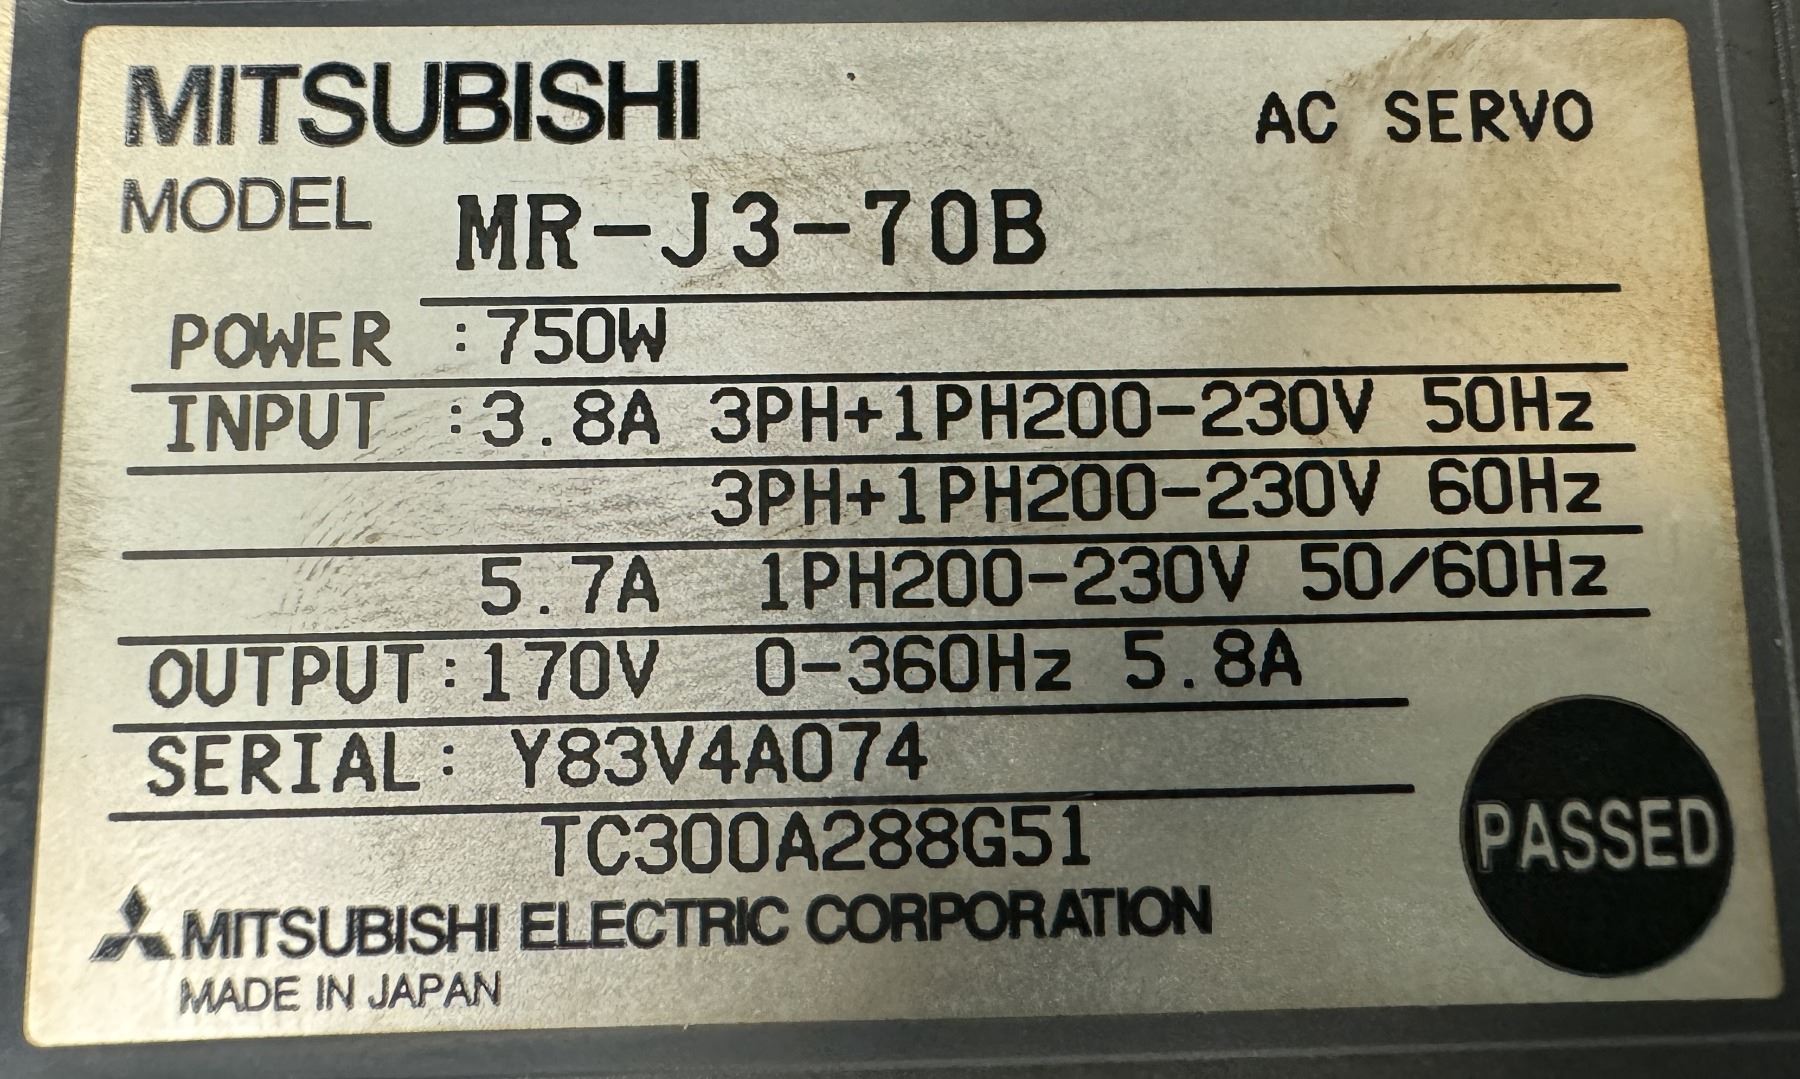 MITSUBISHI AC SERVO
MODEL MR-J3-70B
POWER :750W
INPUT :3.8A 3PH+1PH200-230V 50Hz
3PH+1PH200-230V 60Hz
5.7A 1PH200-230V 50/60Hz
OUTPUT:170V 0-360Hz 5.8A
SERIAL: Y83V4A074
TC300A288G51
PASSED
MITSUBISHI ELECTRIC CORPORATION
MADE IN JAPAN